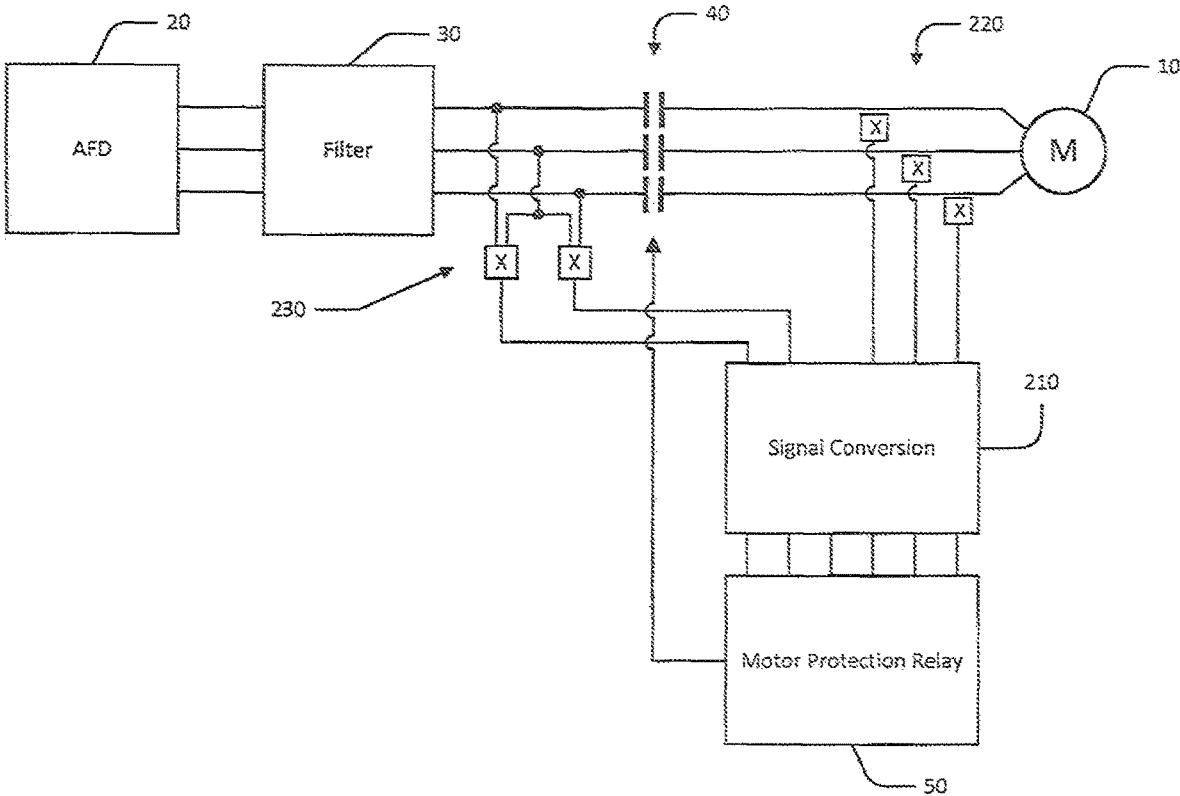 20
30
40
220
10
AFD
Filter
X
M
X
X
X
X
230
210
Signal Conversion
Motor Protection Relay
50